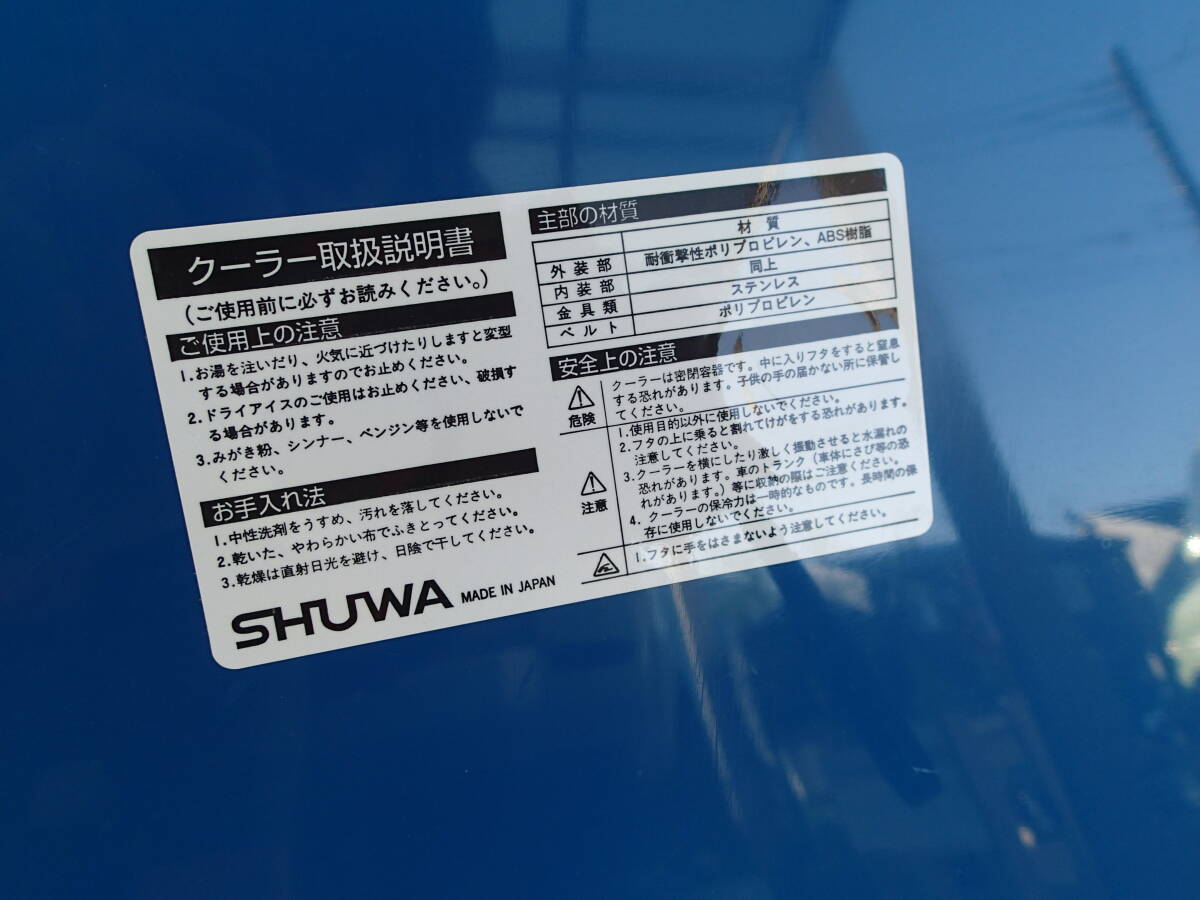 クーラー取扱説明書
(ご使用前に必ずお読みください。)
ご使用上の注意
1.お湯を注いだり、火気に近づけたりしますと変型
する場合がありますのでお止めください。
2.ドライアイスのご使用はお止めください、破損す
る場合があります。
3.みがき粉、シンナー、ベンジン等を使用しないで
ください。
お手入れ法
1.中性洗剤をうすめ、汚れを落してください。
2.乾いた、やわらかい布でふきとってください。
3.乾燥は直射日光を避け、日陰で干してください。
SHUWA MADE IN JAPAN
主部の材質
材 質
外装部 耐衝撃性ポリプロピレン、ABS樹脂
内装部 同上
金具類 ステンレス
ベルト ポリプロピレン
安全上の注意
危険
クーラーは密閉容器です。中に入りフタをすると窒息
する恐れがあります。子供の手の届かない所に保管し
てください。
注意
1.使用目的以外に使用しないでください。
2.フタの上に乗ると割れてけがをする恐れがあります。
注意してください。
3.クーラーを横にしたり激しく振動させると水漏れの
恐れがあります。車のトランク(車体にさび等の恐
れがあります。)等に収納の際はご注意ください。
4. クーラーの保冷力は一時的なものです。長時間の保
存に使用しないでください。
1.フタに手をはさまないよう注意してください。